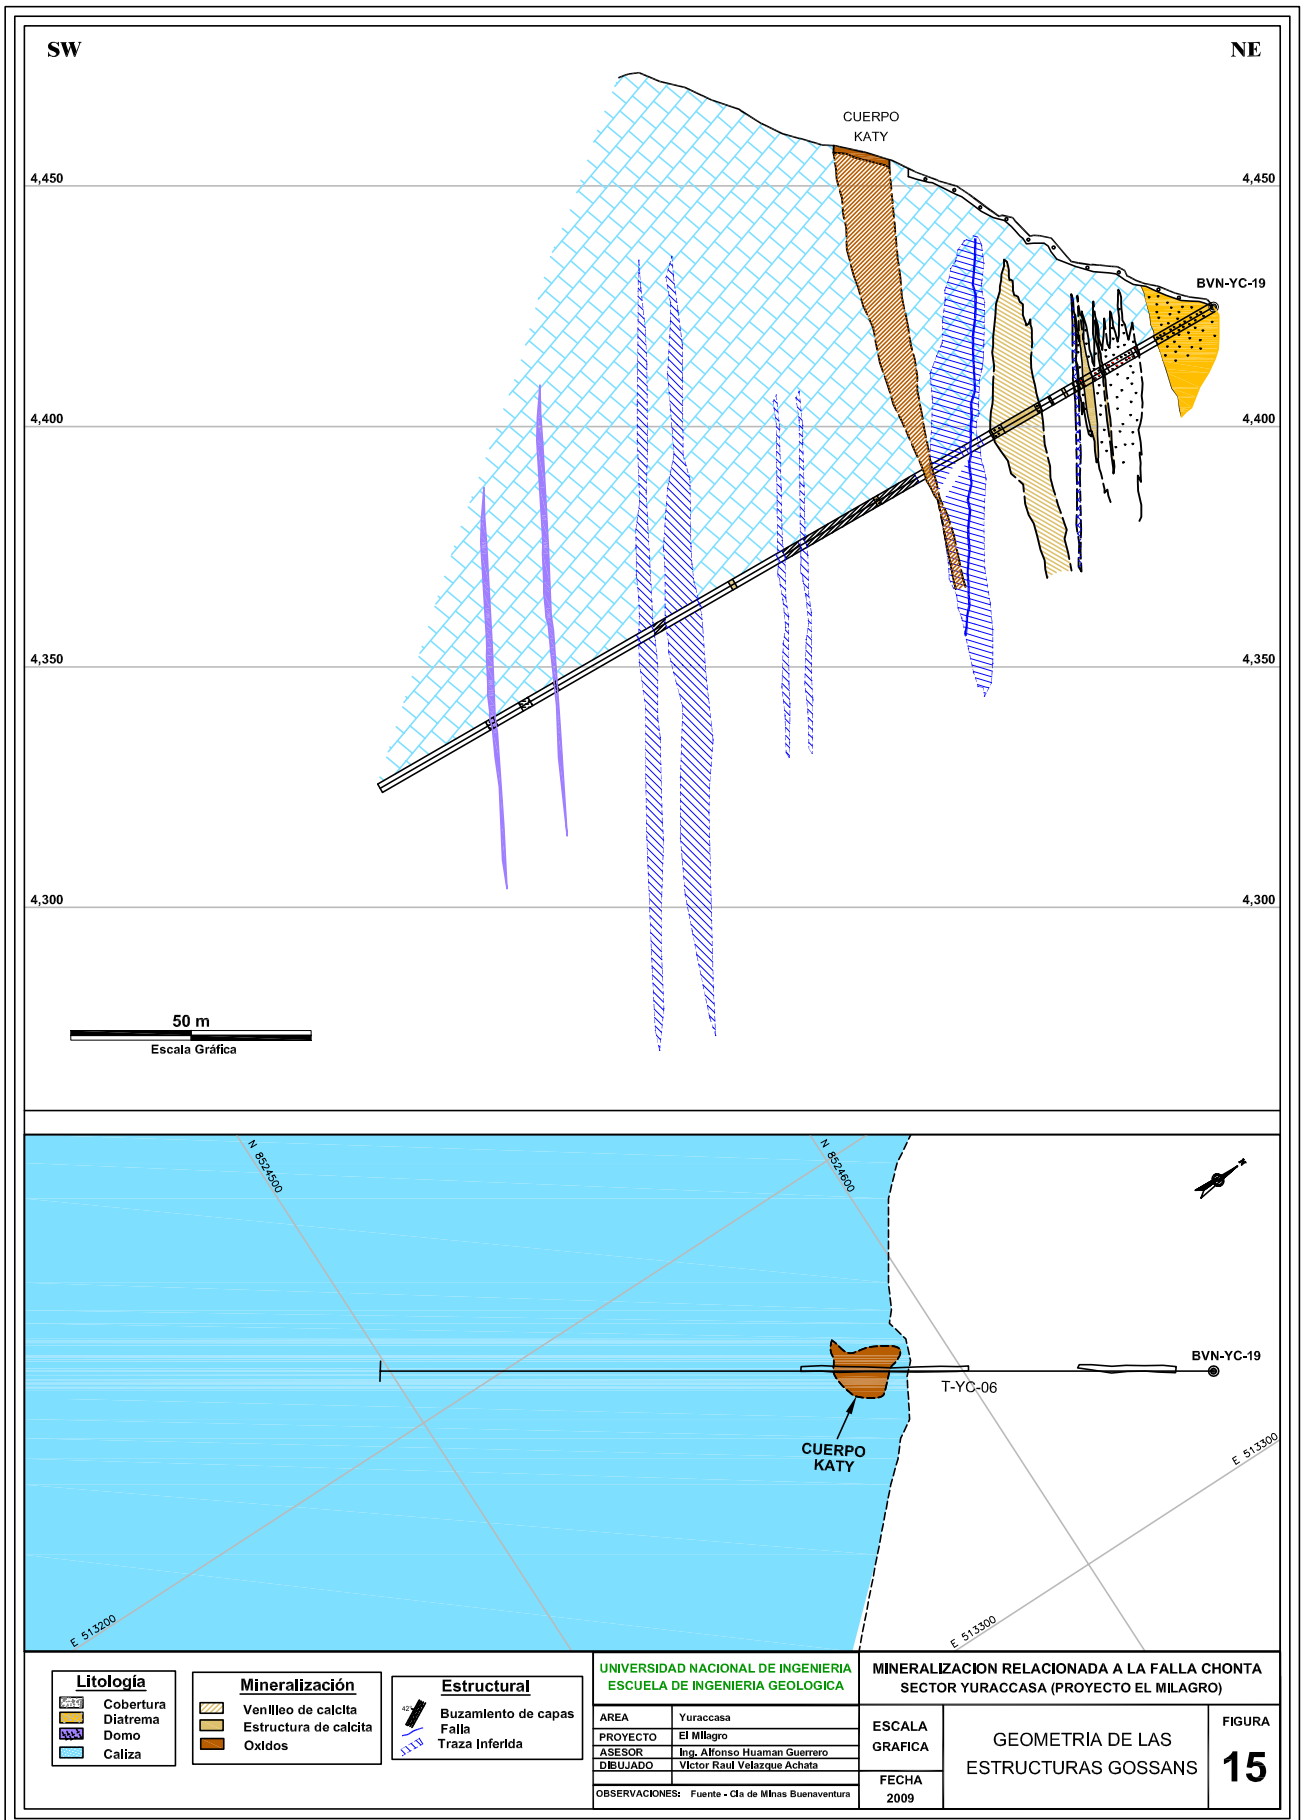 SW
NE
CUERPO
KATY
4,450
4,450
BVN-YC-19
4,400
4,400
4,350
4,350
4,300
4,300
50 m
Escala Gráfica
N 8524500
N 8524600
BVN-YC-19
T-YC-06
CUERPO
KATY
E 513300
E 513200
E 513300
Litología
Cobertura
Diatrema
Domo
Caliza
Mineralización
Venilleo de calcita
Estructura de calcita
Oxidos
Estructural
42°
Buzamiento de capas
Falla
Traza Inferida
UNIVERSIDAD NACIONAL DE INGENIERIA
ESCUELA DE INGENIERIA GEOLOGICA
AREA Yuraccasa
PROYECTO El Milagro
ASESOR Ing. Alfonso Huaman Guerrero
DIBUJADO Victor Raul Velazque Achata
OBSERVACIONES: Fuente - Cia de Minas Buenaventura
MINERALIZACION RELACIONADA A LA FALLA CHONTA
SECTOR YURACCASA (PROYECTO EL MILAGRO)
ESCALA
GRAFICA
FECHA
2009
GEOMETRIA DE LAS
ESTRUCTURAS GOSSANS
FIGURA
15